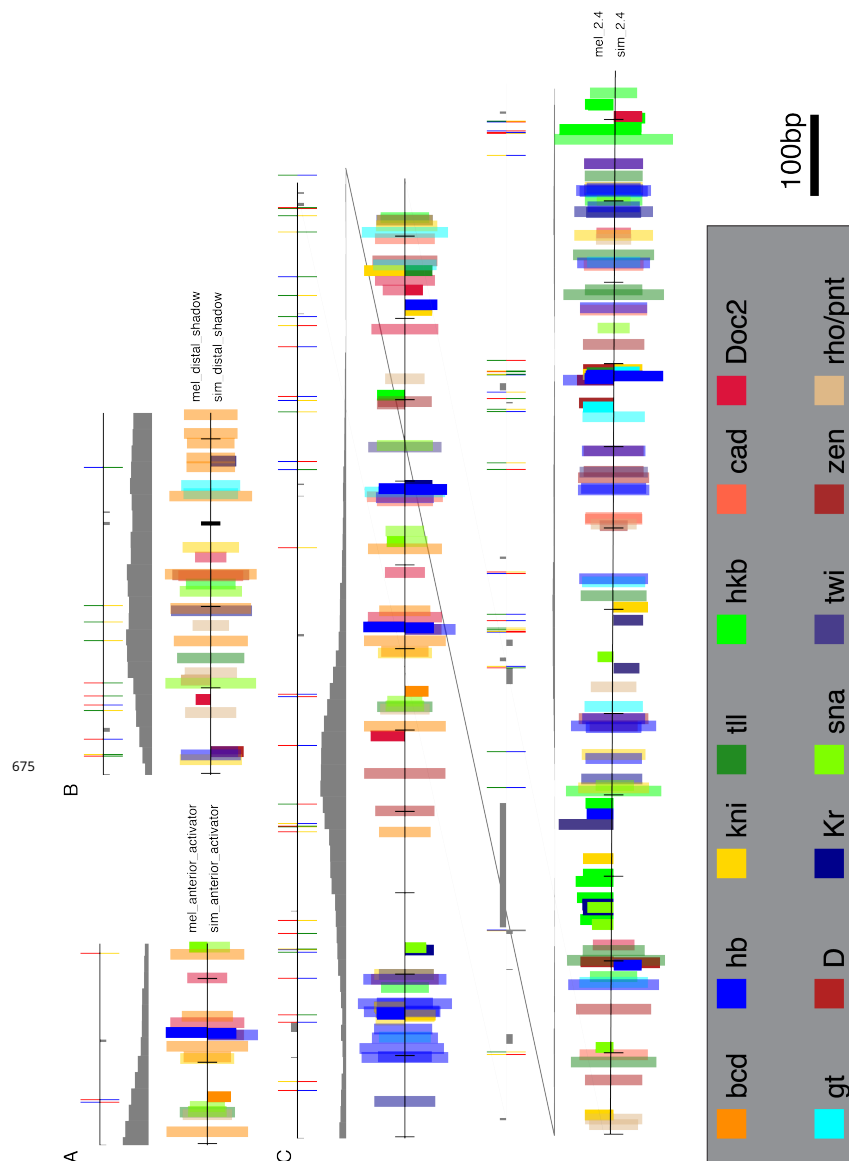 675
A
mel_anterior_activator
sim_anterior_activator
B
mel_distal_shadow
sim_distal_shadow
C
mel_2.4
sim_2.4
100bp
bcd
hb
kni
tll
hkb
cad
Doc2
gt
D
Kr
sna
twi
zen
rho/pnt